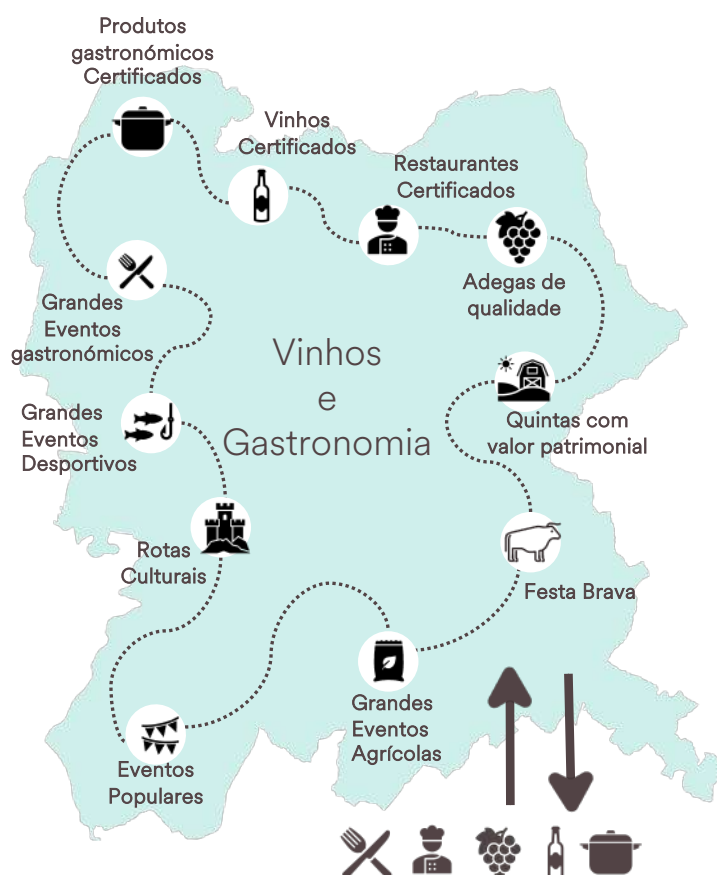 Produtos
gastronómicos
Certificados
Vinhos
Certificados
Restaurantes
Certificados
Adegas de
qualidade
Grandes
Eventos
gastronómicos
Vinhos
e
Gastronomia
Grandes
Eventos
Desportivos
Quintas com
valor patrimonial
Rotas
Culturais
Festa Brava
Grandes
Eventos
Agrícolas
Eventos
Populares